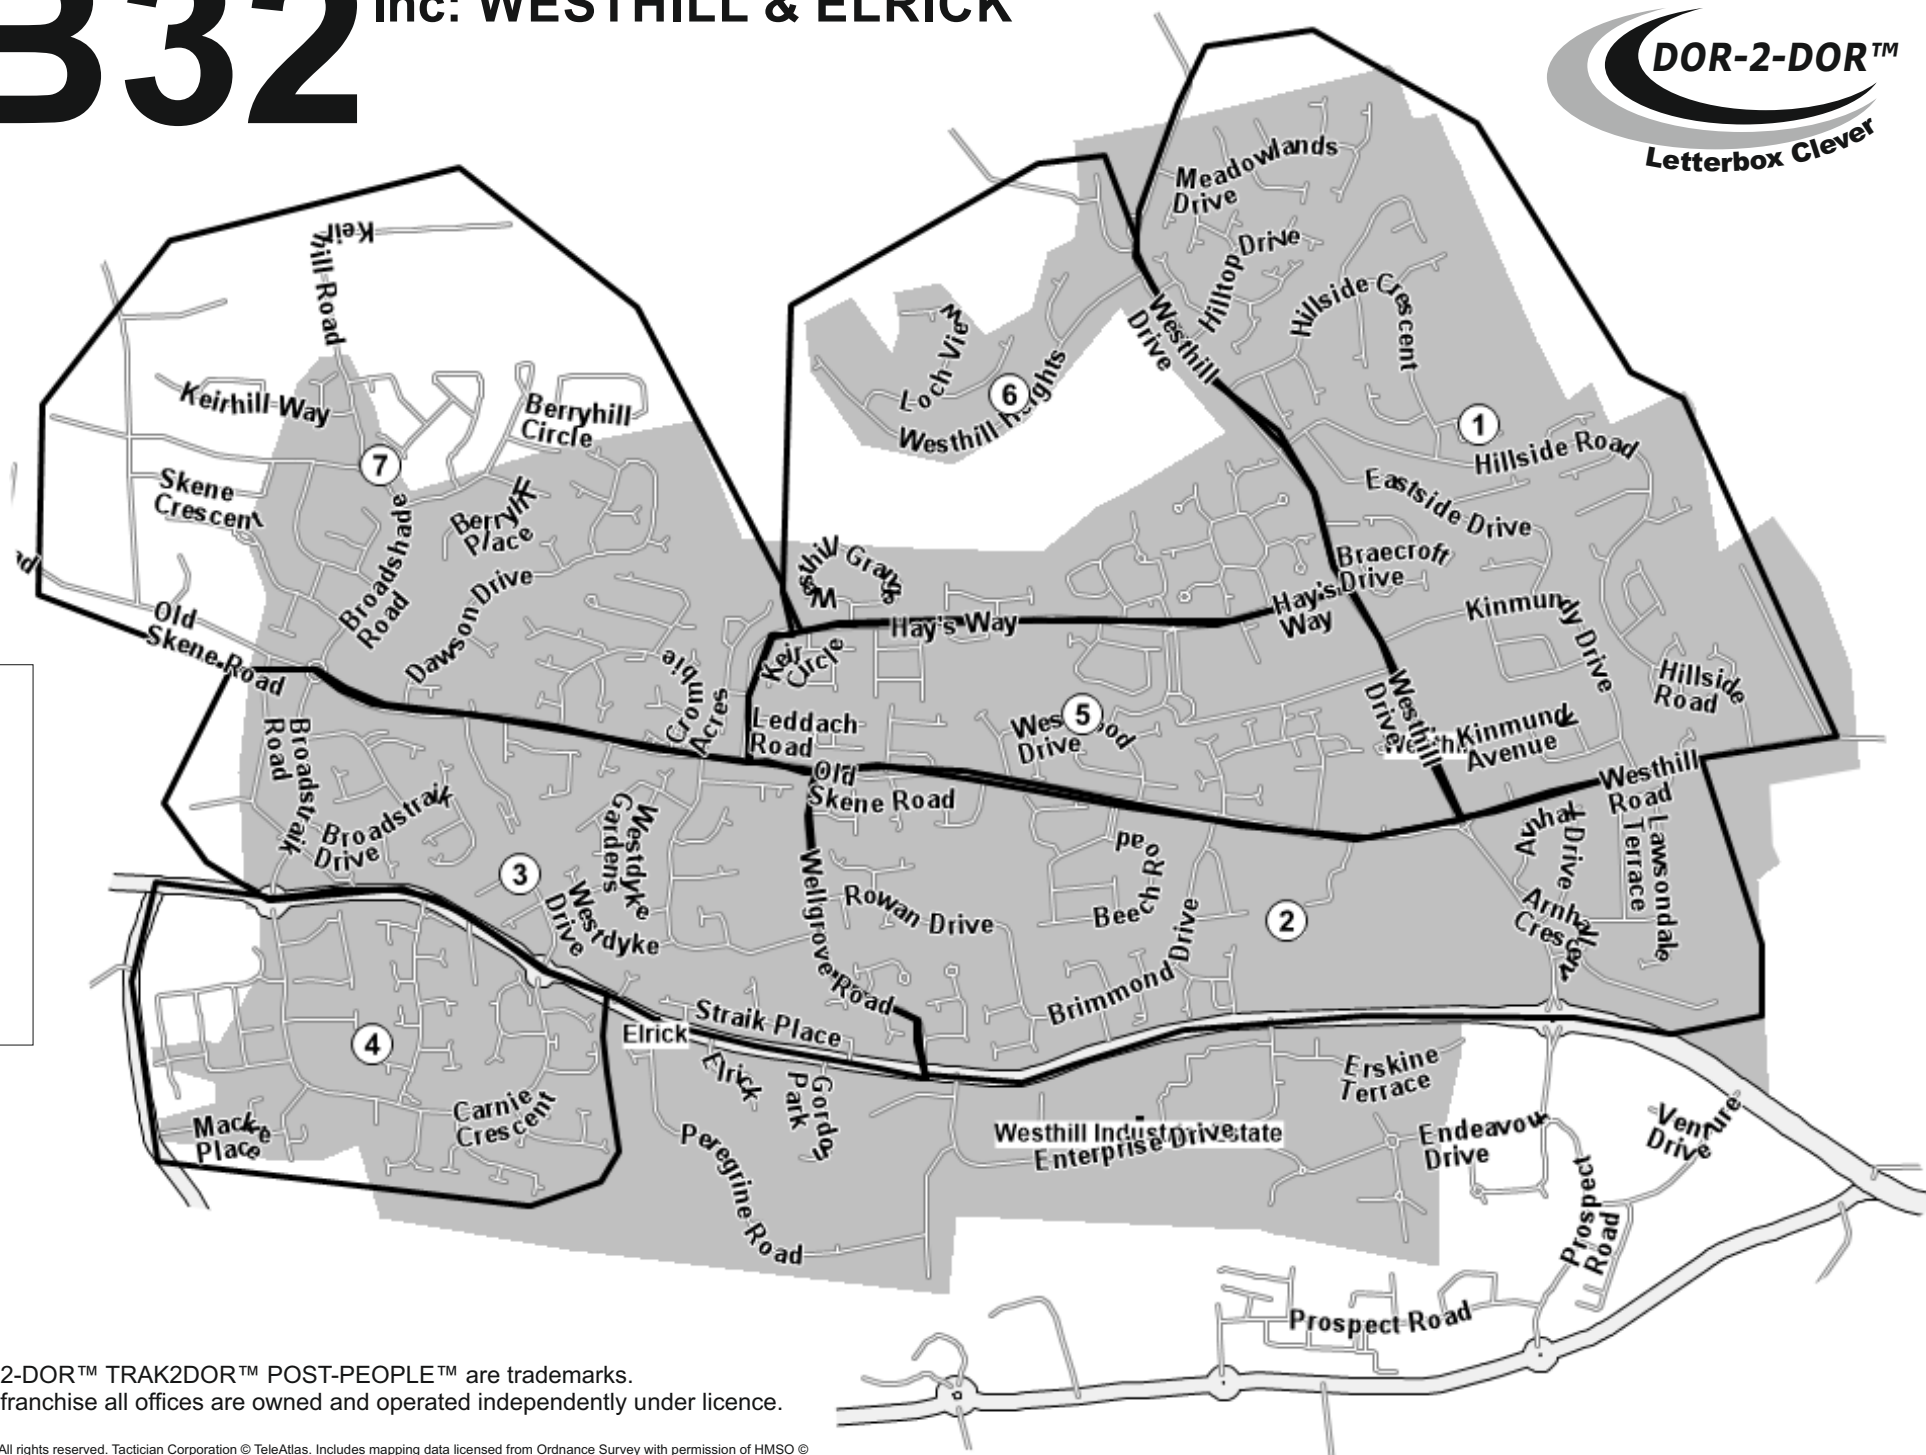 B32
inc: WESTHILL & ELRICK
DOR-2-DOR™
Letterbox Clever
Meadowlands
Drive
Keir
hill Road
Hilltop Drive
Hillside Crescent
Westhill
Drive
Loch View
6
Westhill Heights
Keirhill Way
Berryhill
Circle
1
Hillside Road
7
Skene
Crescent
Eastside Drive
Berryhill
Place
Broadshade
Road
Westhill Grange
Braecroft
Drive
Dawson Drive
Hay's
Way
Hay's Way
Kinmundy Drive
Old
Skene Road
Keir
Circle
Crombie
Acres
Hillside
Road
Leddach
Road
Westwood
Drive
5
Westhill
Drive
Kinmundy
Avenue
Broadstraik
Road
Old
Skene Road
Westhill
Road
Broadstraik
Drive
Westdyke
Gardens
Arnhall
Drive
Lawsondale
Terrace
Beech Road
3
Westdyke
Drive
Wellgrove Road
Rowan Drive
2
Arnhall
Crescent
Brimmond Drive
Straik Place
Elrick
4
Elrick
Gordon
Park
Erskine
Terrace
Carnie
Crescent
Mackie
Place
Peregrine Road
Westhill Industrial Estate
Enterprise Drive
Endeavour
Drive
Venture
Drive
Prospect
Road
Prospect Road
2-DOR™ TRAK2DOR™ POST-PEOPLE™ are trademarks.
franchise all offices are owned and operated independently under licence.
All rights reserved. Tactician Corporation © TeleAtlas. Includes mapping data licensed from Ordnance Survey with permission of HMSO ©